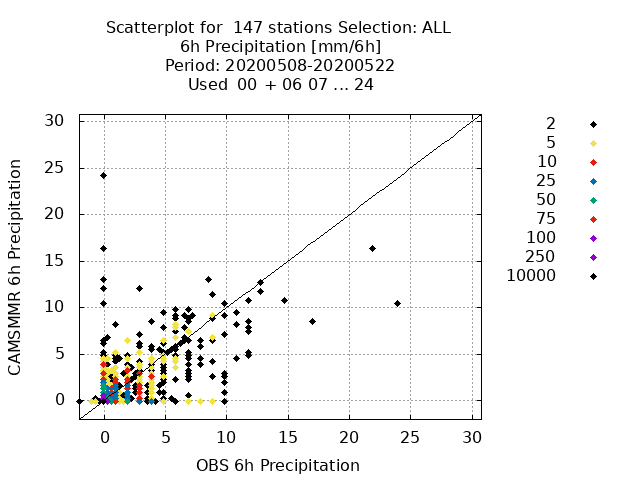 Scatterplot for 147 stations Selection: ALL
6h Precipitation [mm/6h]
Period: 20200508-20200522
Used 00 + 06 07 ... 24
30
25
20
15
10
5
0
CAMSMMR 6h Precipitation
0 5 10 15 20 25 30
OBS 6h Precipitation
2
5
10
25
50
75
100
250
10000